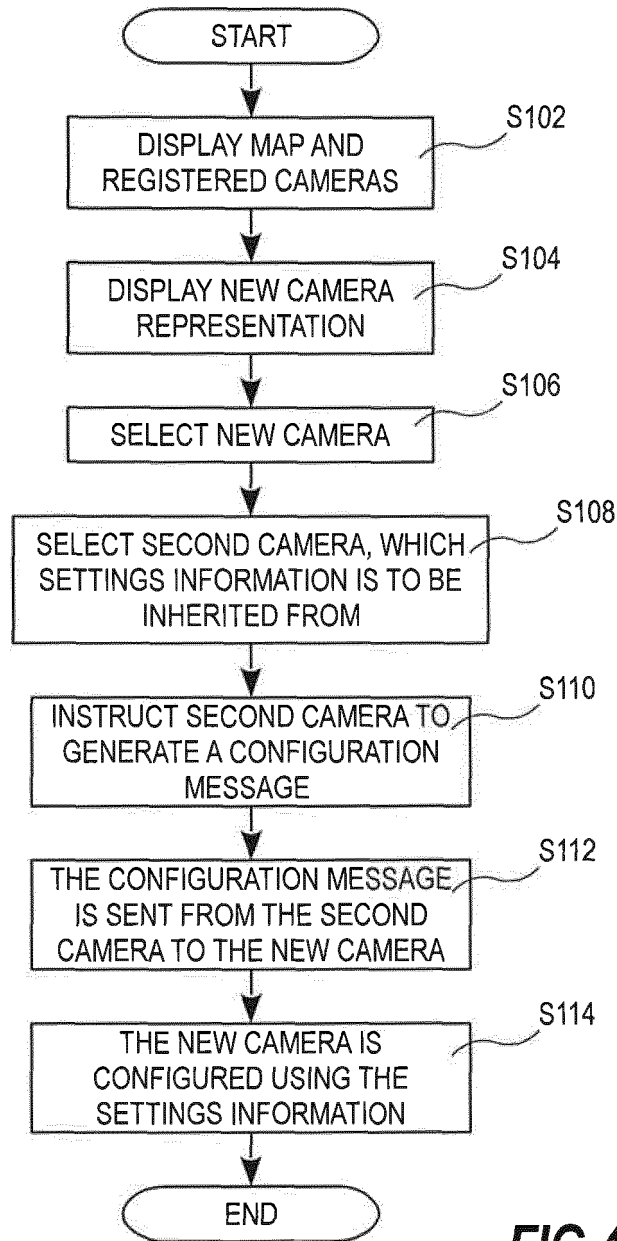 START
S102
DISPLAY MAP AND
REGISTERED CAMERAS
S104
DISPLAY NEW CAMERA
REPRESENTATION
S106
SELECT NEW CAMERA
S108
SELECT SECOND CAMERA, WHICH
SETTINGS INFORMATION IS TO BE
INHERITED FROM
S110
INSTRUCT SECOND CAMERA TO
GENERATE A CONFIGURATION
MESSAGE
S112
THE CONFIGURATION MESSAGE
IS SENT FROM THE SECOND
CAMERA TO THE NEW CAMERA
S114
THE NEW CAMERA IS
CONFIGURED USING THE
SETTINGS INFORMATION
END
FIG.